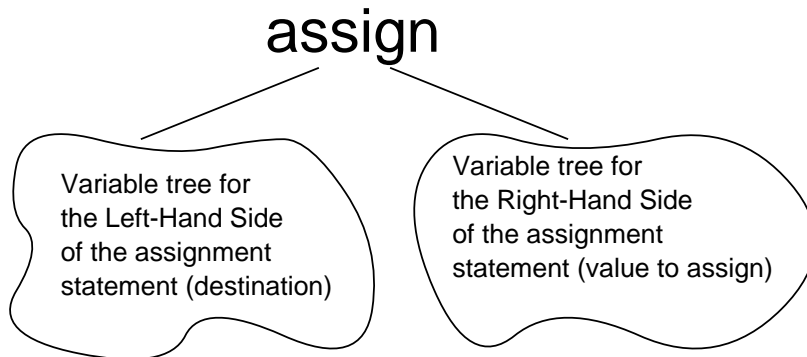 assign
Variable tree for
the Left-Hand Side
of the assignment
statement (destination)
Variable tree for
the Right-Hand Side
of the assignment
statement (value to assign)